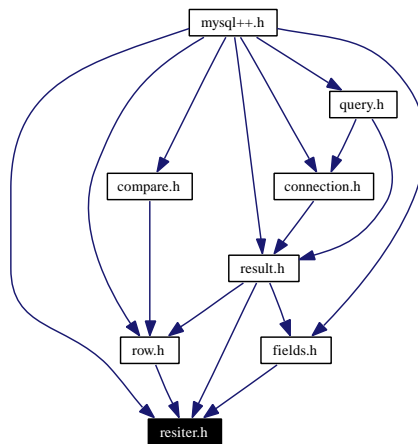 mysql++.h
query.h
compare.h
connection.h
result.h
row.h
fields.h
resiter.h